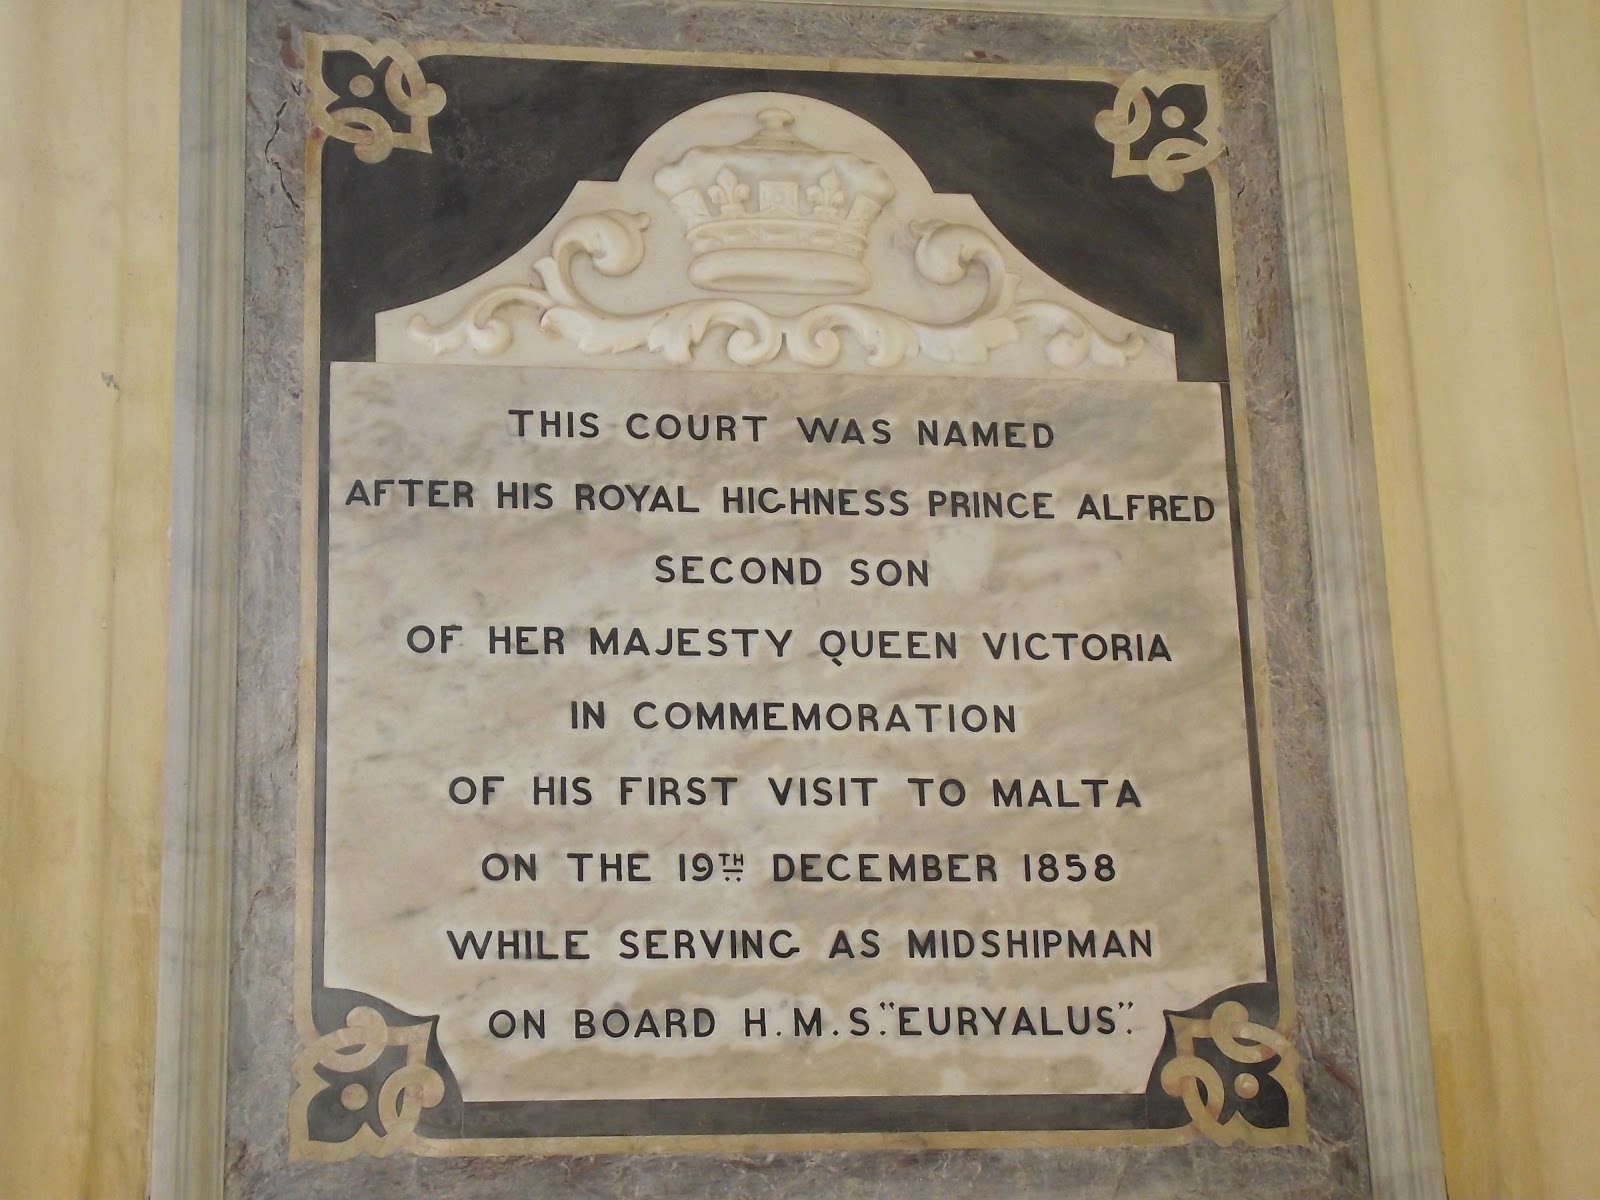 THIS COURT WAS NAMED
AFTER HIS ROYAL HIGHNESS PRINCE ALFRED
SECOND SON
OF HER MAJESTY QUEEN VICTORIA
IN COMMEMORATION
OF HIS FIRST VISIT TO MALTA
ON THE 19TH DECEMBER 1858
WHILE SERVING AS MIDSHIPMAN
ON BOARD H.M.S. "EURYALUS".